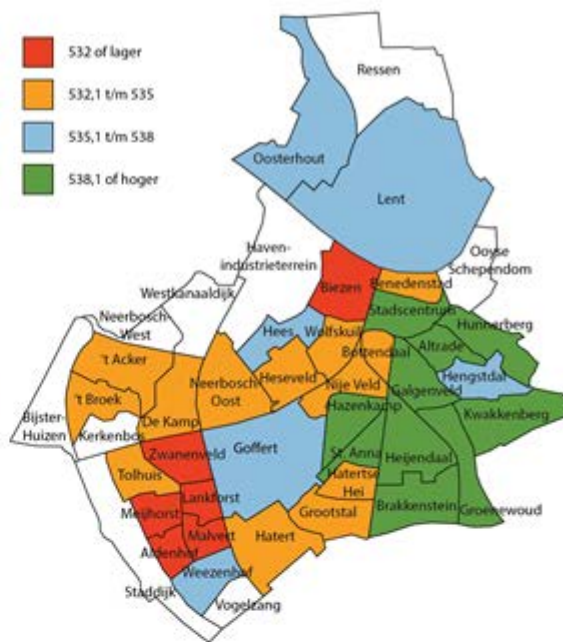 532 of lager
532,1 t/m 535
535,1 t/m 538
538,1 of hoger
Ressen
Oosterhout
Lent
Haven-
industrieterrein
Ooyse
Schependom
Biezen
Benedenstad
Westkanaaldijk
Stadscentrum
Neerbosch-
West
Hunnerberg
Hees
Wolfskuil
Altrade
't Acker
Bottendaal
Heseveld
Hengstdal
Neerbosch-
Oost
Nije Veld
Galgenveld
't Broek
Hazenkamp
Kwakkenberg
Bijster-
Huizen
De Kamp
Kerkenbos
Goffert
Zwanenveld
St. Anna
Heijendaal
Tolhuis
Hatertse
Hei
Lankforst
Meijhorst
Grootstal
Brakkenstein
Groenewoud
Malvert
Hatert
Aldenhof
Weezenhof
Staddijk
Vogelzang